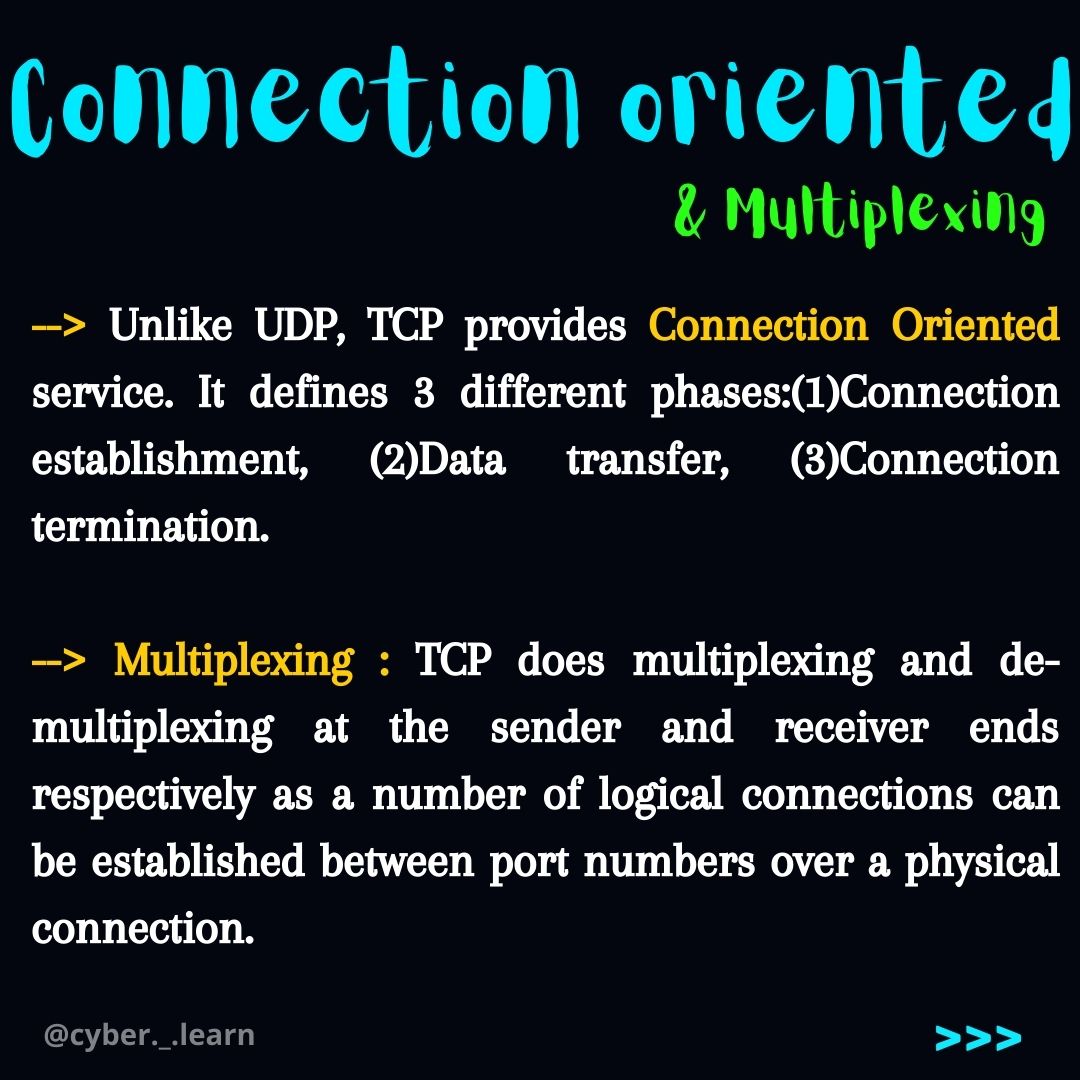 Connection oriented
& Multiplexing
--> Unlike UDP, TCP provides Connection Oriented
service. It defines 3 different phases:(1)Connection
establishment, (2)Data transfer, (3)Connection
termination.
--> Multiplexing : TCP does multiplexing and de-
multiplexing at the sender and receiver ends
respectively as a number of logical connections can
be established between port numbers over a physical
connection.
@cyber._.learn
>>>